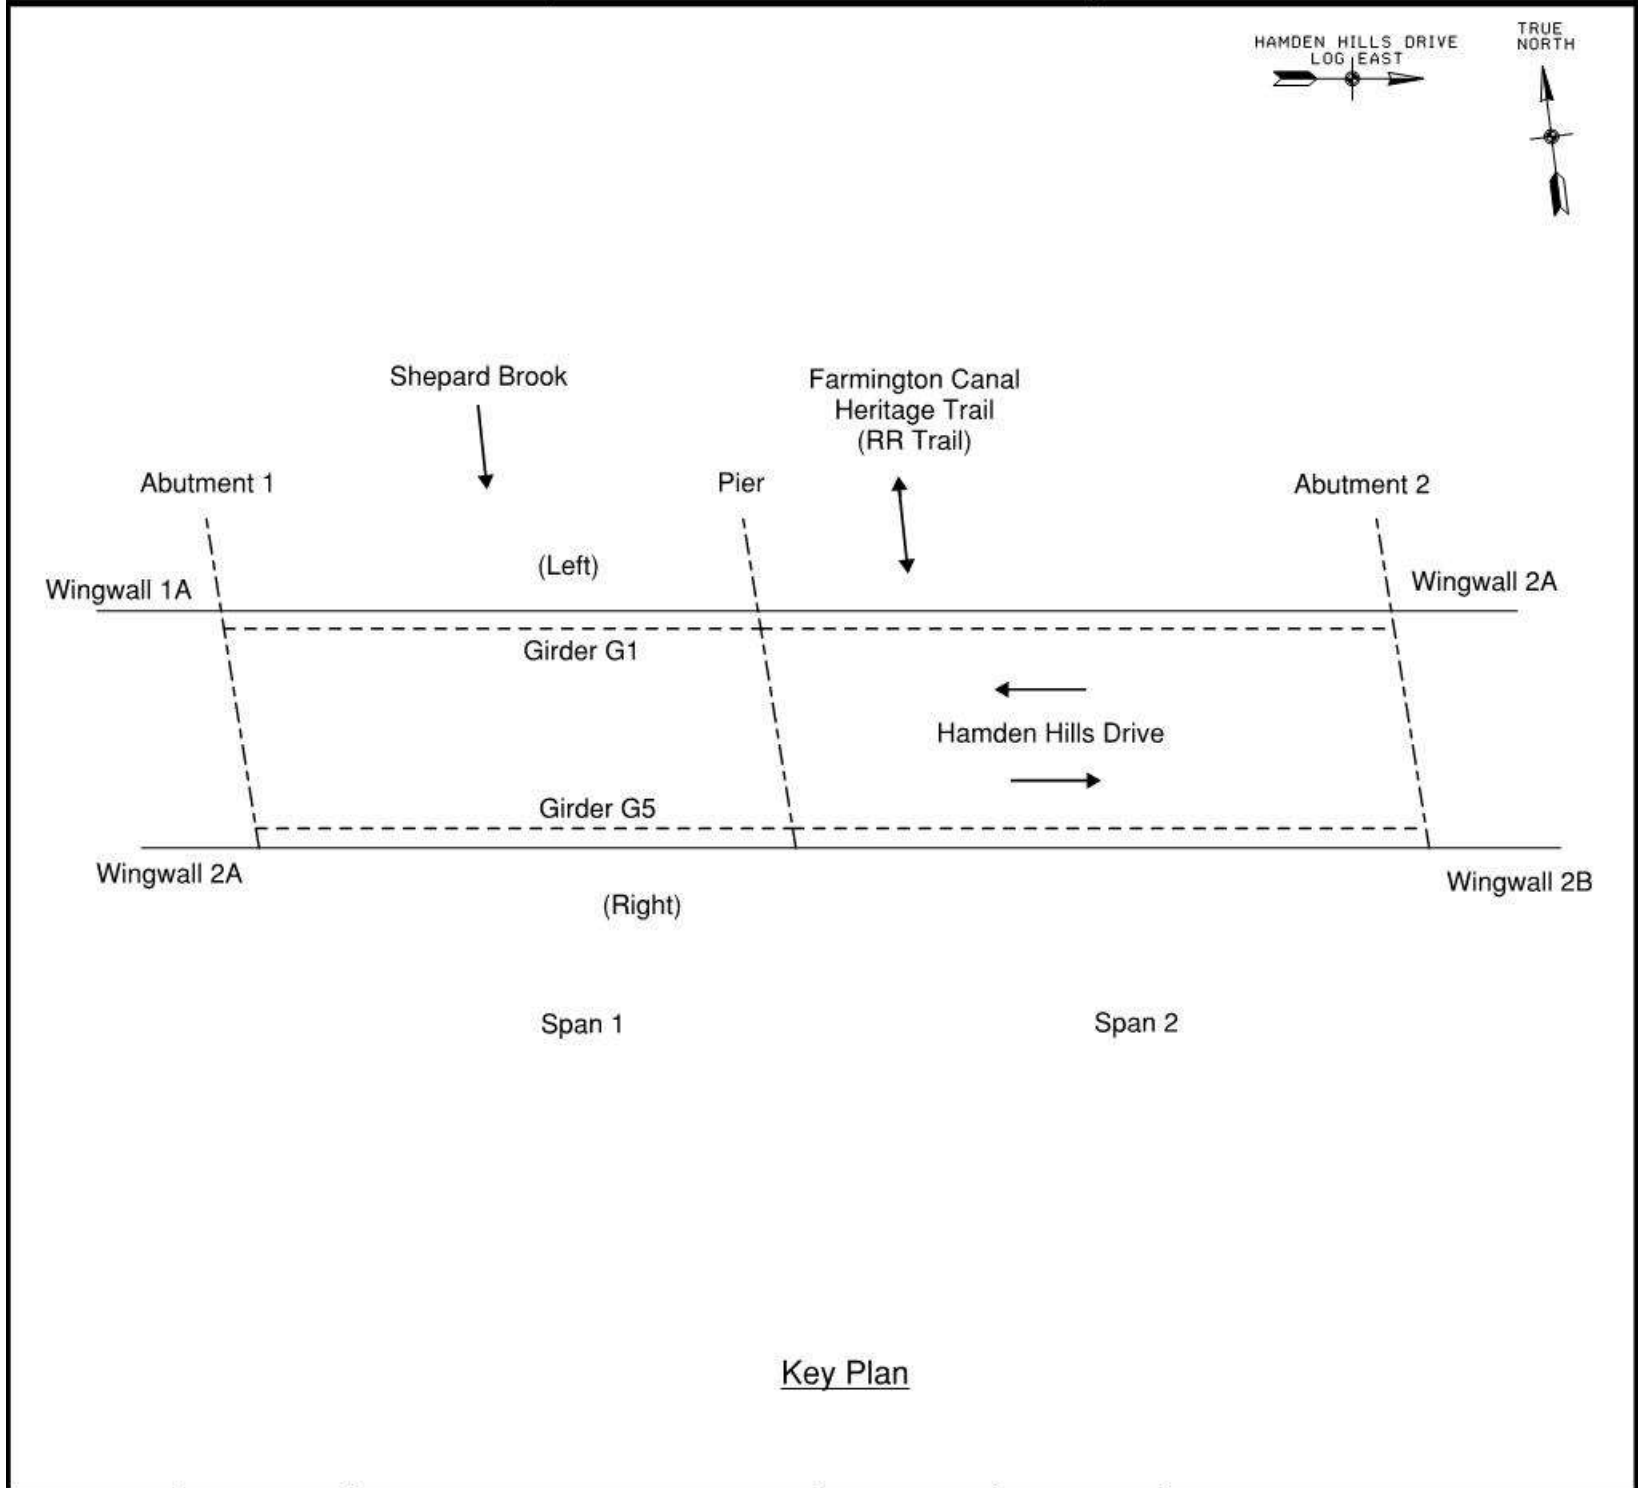 HAMDEN HILLS DRIVE
LOG EAST
TRUE
NORTH
Shepard Brook
Farmington Canal
Heritage Trail
(RR Trail)
Abutment 1
Pier
Abutment 2
(Left)
Wingwall 1A
Wingwall 2A
Girder G1
Hamden Hills Drive
Girder G5
Wingwall 2A
Wingwall 2B
(Right)
Span 1
Span 2
Key Plan